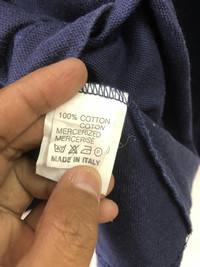 100% COTTON
COTON
MERCERIZED
MERCERISE
MADE IN ITALY